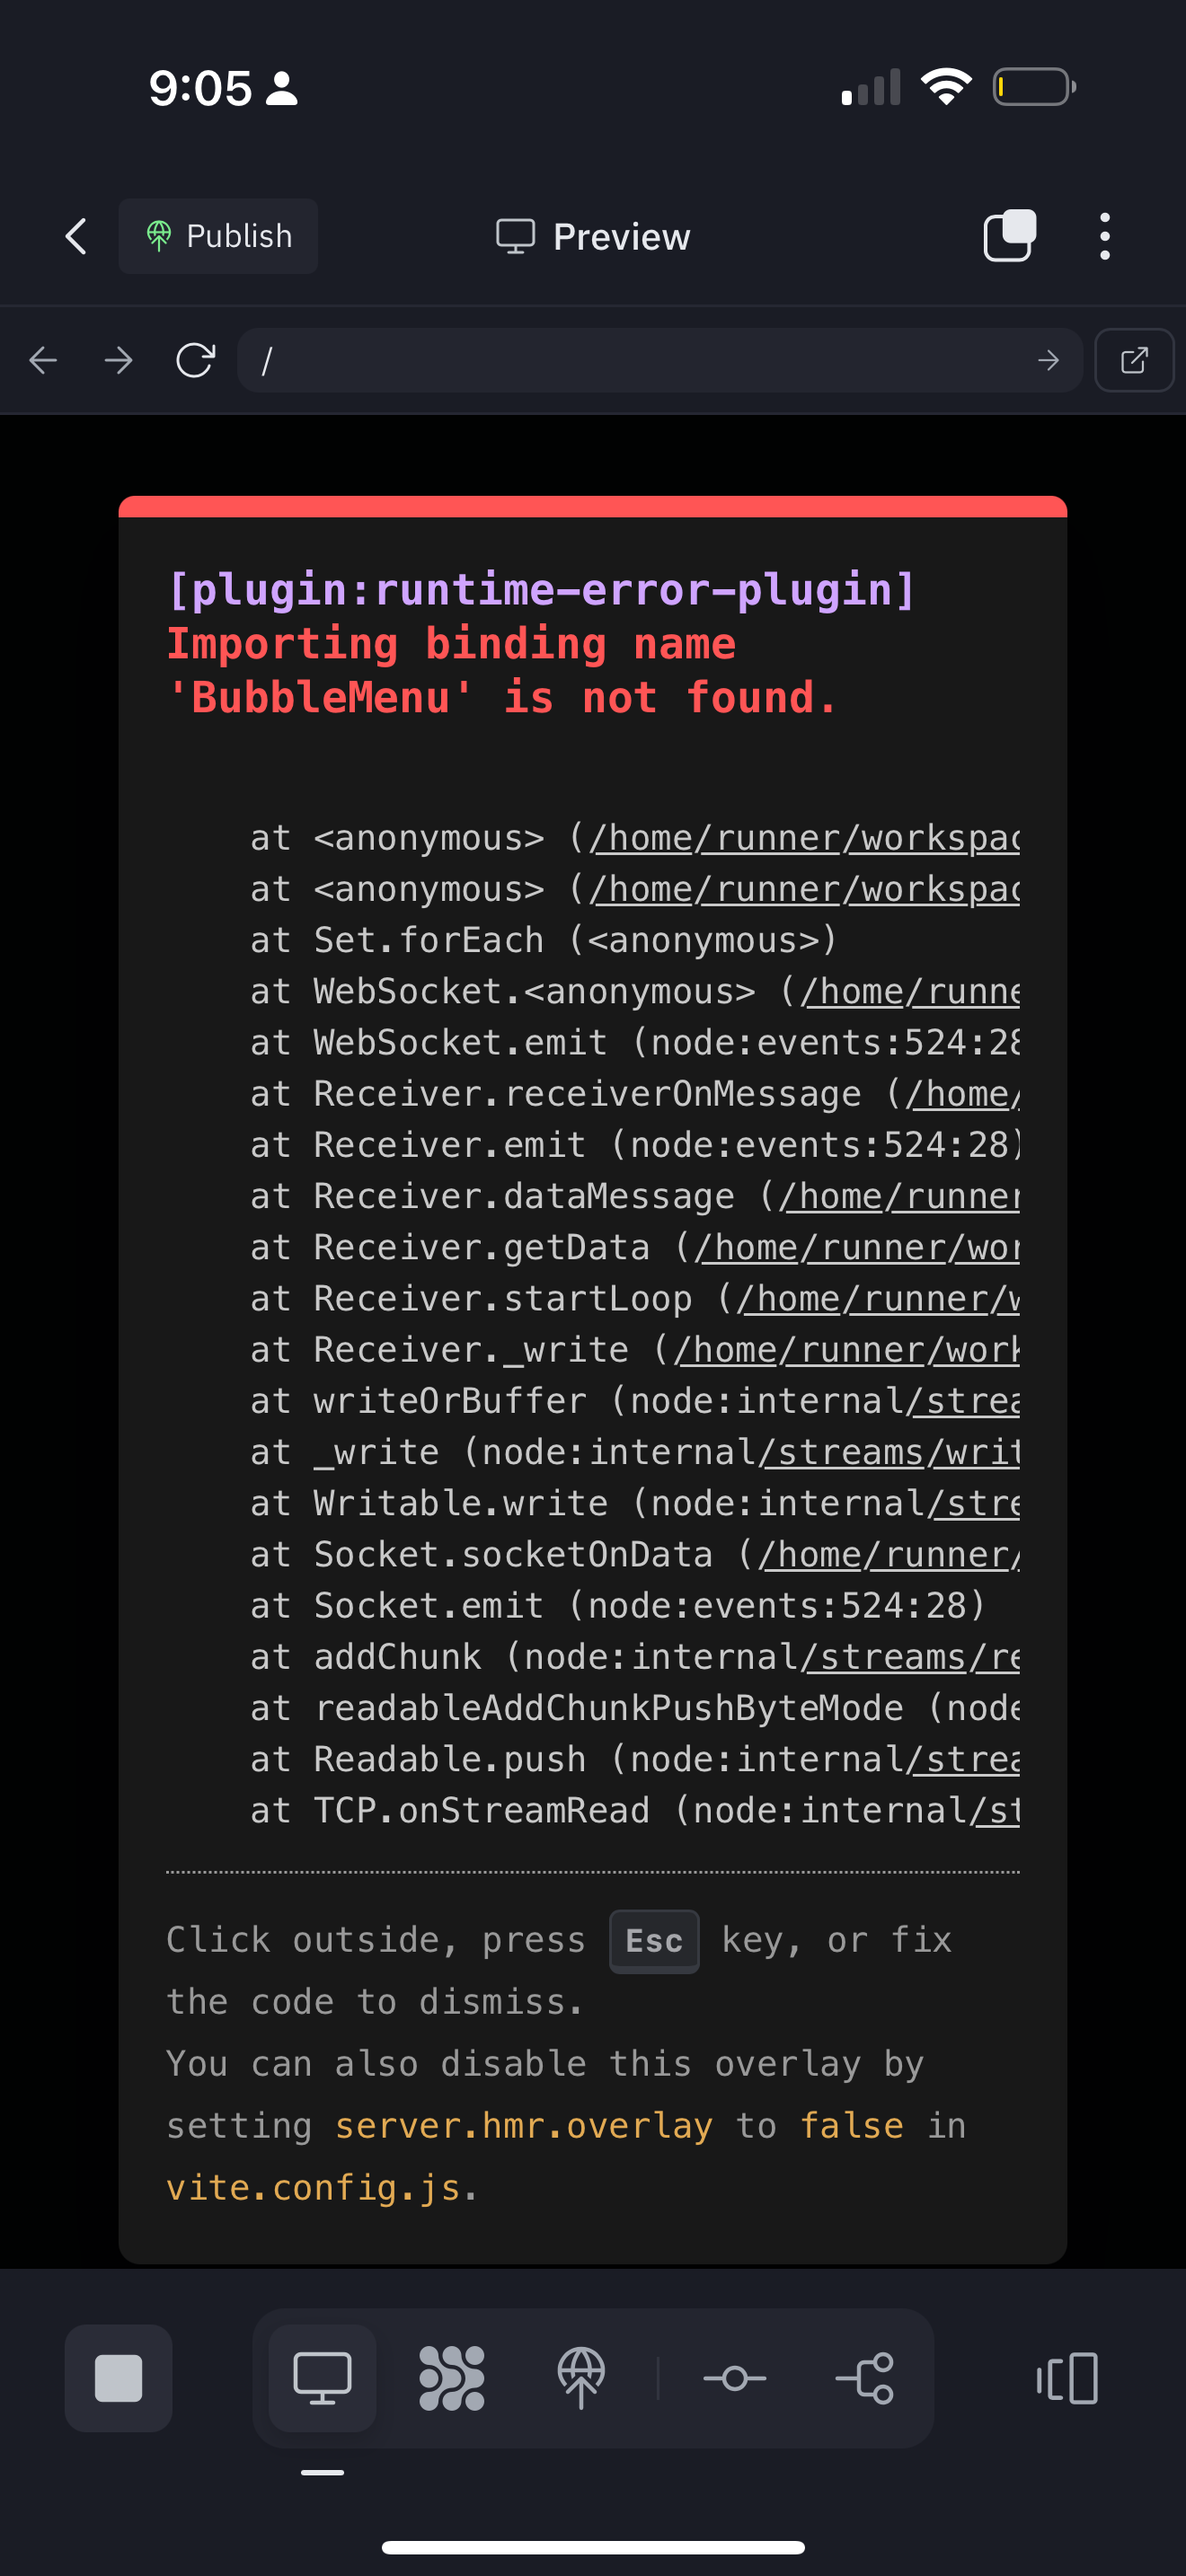 9:05
Publish
Preview
/
[plugin:runtime-error-plugin]
Importing binding name
'BubbleMenu' is not found.
at <anonymous> (/home/runner/workspac
at <anonymous> (/home/runner/workspac
at Set.forEach (<anonymous>)
at WebSocket.<anonymous> (/home/runne
at WebSocket.emit (node:events:524:28
at Receiver.receiverOnMessage (/home/
at Receiver.emit (node:events:524:28)
at Receiver.dataMessage (/home/runner
at Receiver.getData (/home/runner/wor
at Receiver.startLoop (/home/runner/w
at Receiver._write (/home/runner/work
at writeOrBuffer (node:internal/strea
at _write (node:internal/streams/writ
at Writable.write (node:internal/stre
at Socket.socketOnData (/home/runner/
at Socket.emit (node:events:524:28)
at addChunk (node:internal/streams/re
at readableAddChunkPushByteMode (node
at Readable.push (node:internal/strea
at TCP.onStreamRead (node:internal/st
Click outside, press Esc key, or fix
the code to dismiss.
You can also disable this overlay by
setting server.hmr.overlay to false in
vite.config.js.